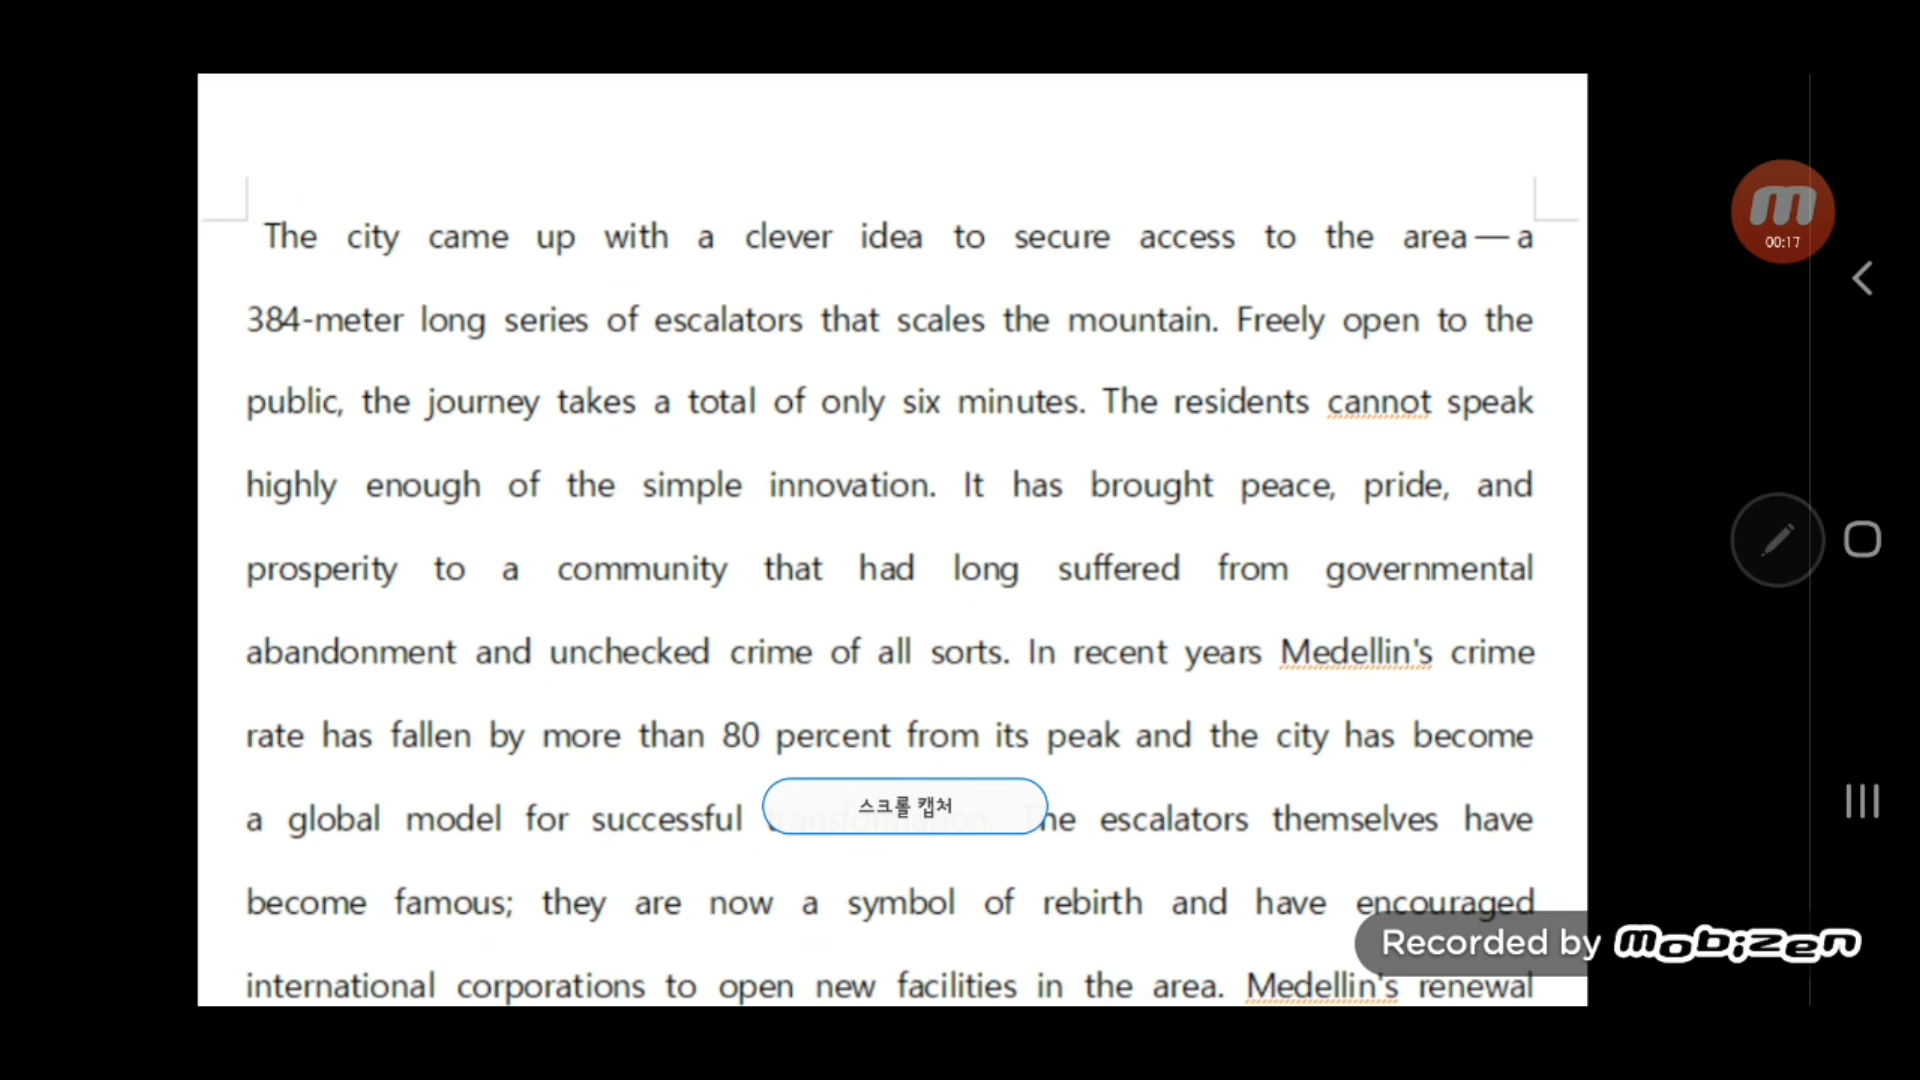 The city came up with a clever idea to secure access to the area—a
384-meter long series of escalators that scales the mountain. Freely open to the
public, the journey takes a total of only six minutes. The residents cannot speak
highly enough of the simple innovation. It has brought peace, pride, and
prosperity to a community that had long suffered from governmental
abandonment and unchecked crime of all sorts. In recent years Medellin's crime
rate has fallen by more than 80 percent from its peak and the city has become
a global model for successful transformation. The escalators themselves have
스크롤 캡처
become famous; they are now a symbol of rebirth and have encouraged
international corporations to open new facilities in the area. Medellin's renewal
m
00:17
Recorded by mobizen